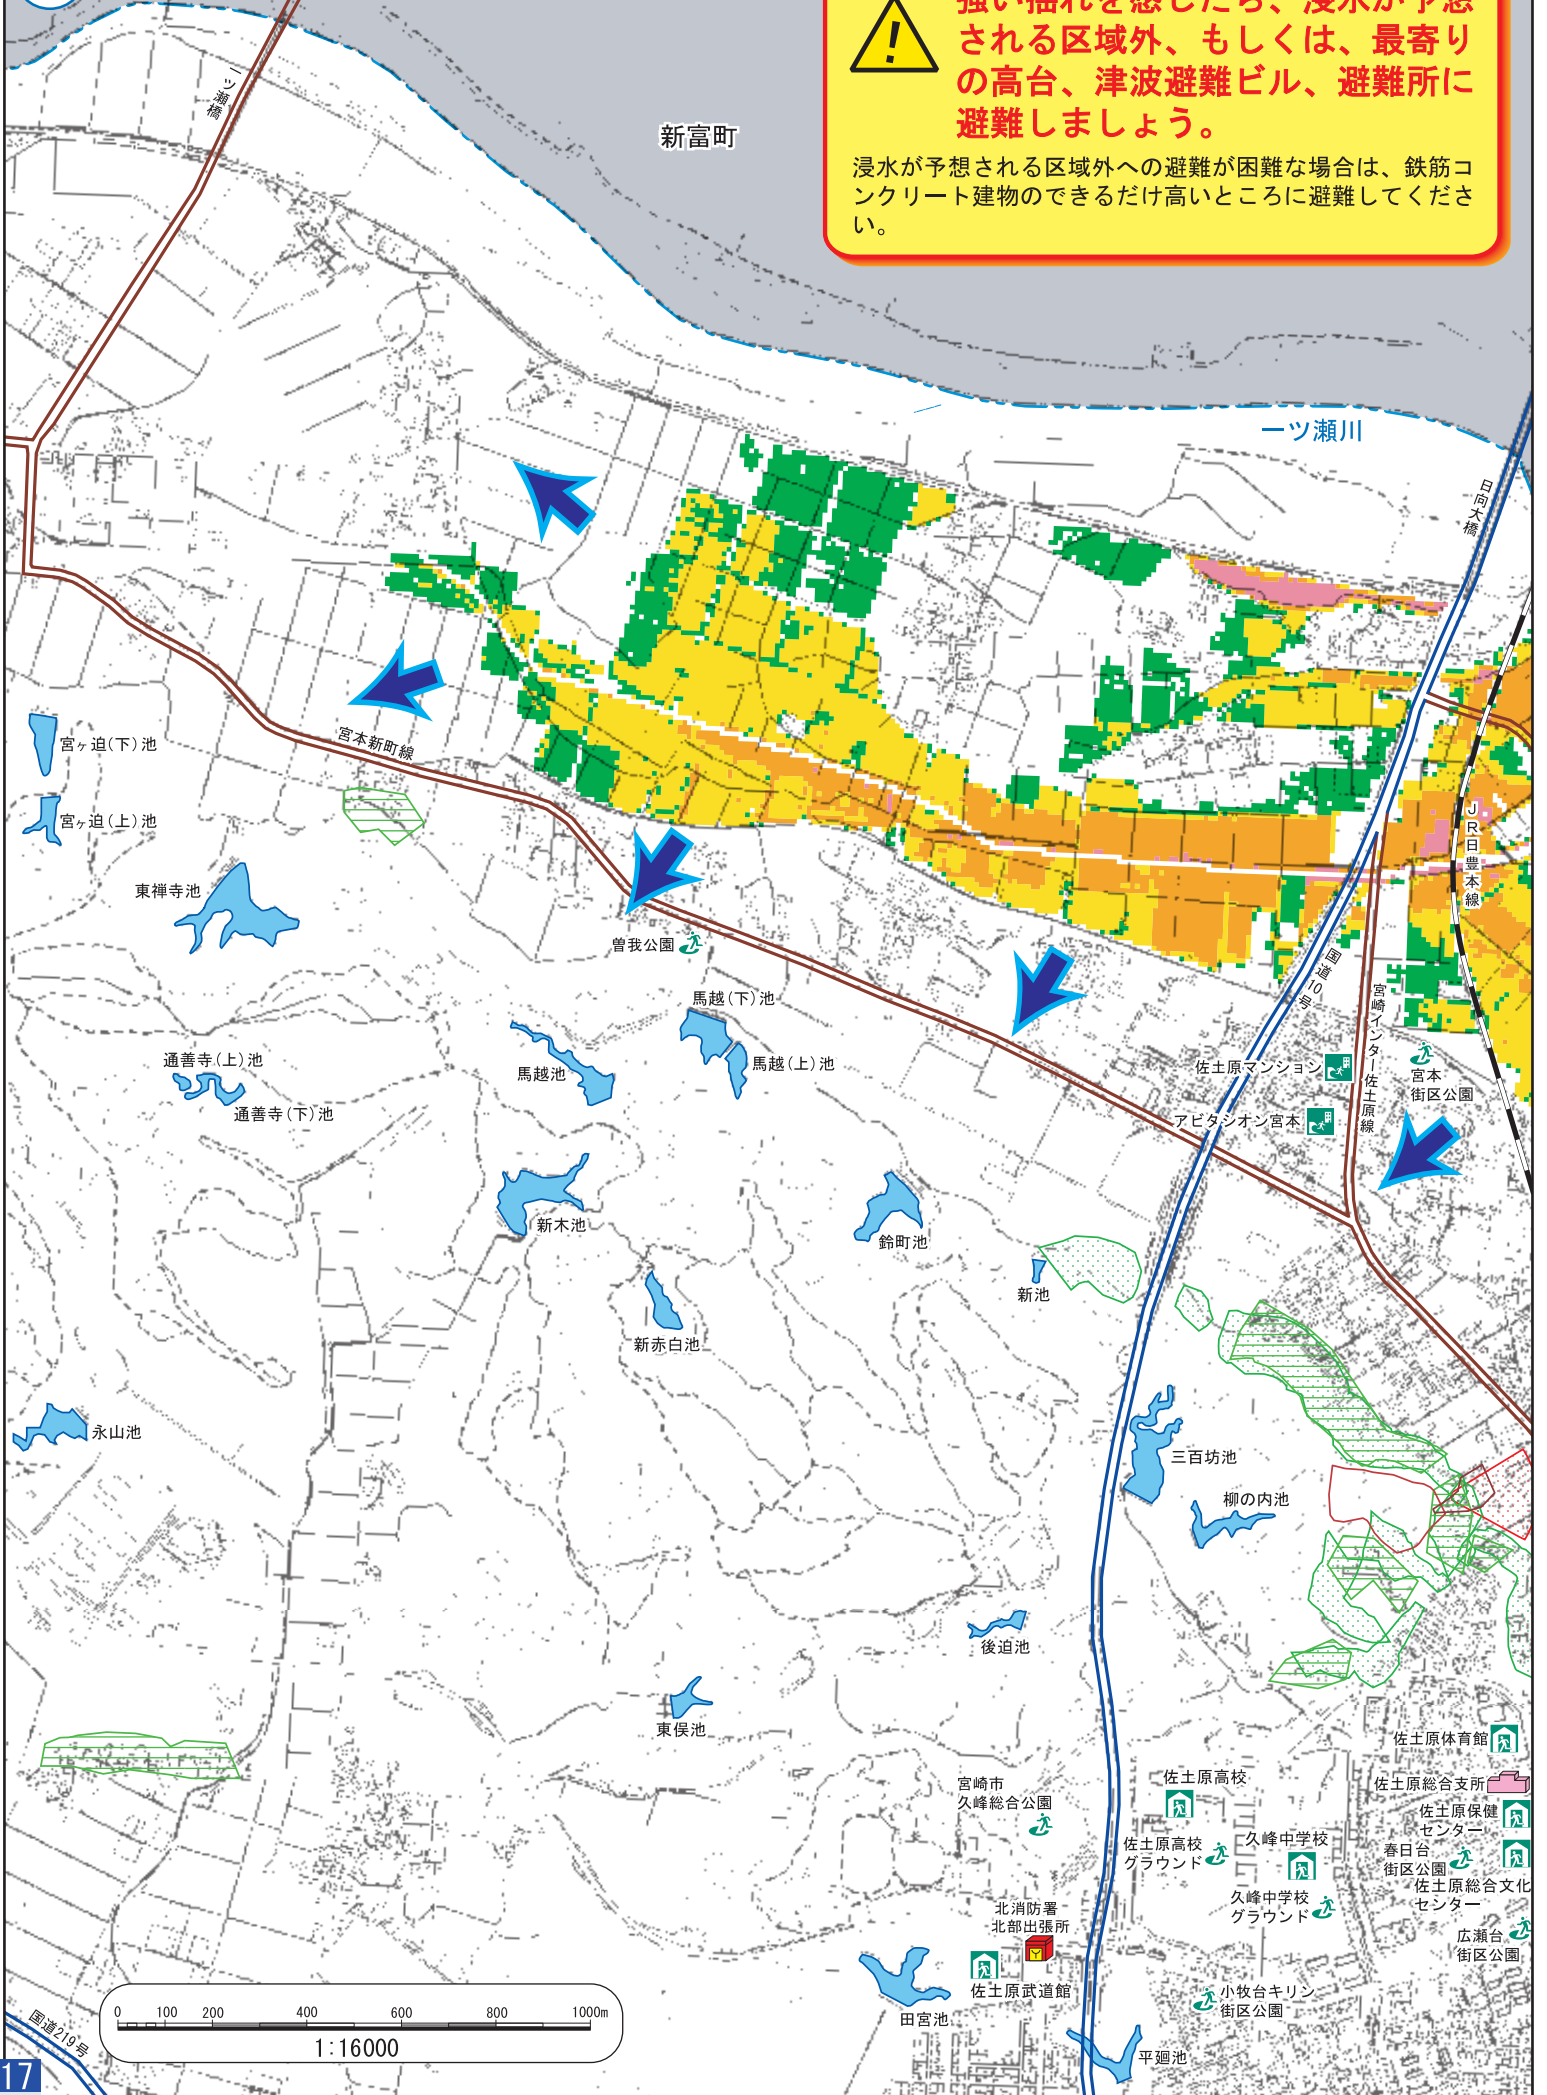 強い揺れを感じたら、浸水が予想
される区域外、もしくは、最寄り
の高台、津波避難ビル、避難所に
避難しましょう。
浸水が予想される区域外への避難が困難な場合は、鉄筋コ
ンクリート建物のできるだけ高いところに避難してくださ
い。
一ツ瀬橋
新富町
一ツ瀬川
日向大橋
宮ヶ迫(下)池
宮本新町線
宮ヶ迫(上)池
JR日豊本線
東禅寺池
曽我公園
国道10号
宮崎インター佐土原線
馬越(下)池
通善寺(上)池
馬越池
馬越(上)池
佐土原マンション
宮本
街区公園
通善寺(下)池
アビタシオン宮本
新木池
鈴町池
新池
新赤白池
永山池
三百坊池
柳の内池
後迫池
東俣池
佐土原体育館
宮崎市
久峰総合公園
佐土原高校
佐土原総合支所
佐土原保健
センター
佐土原高校
グラウンド
久峰中学校
春日台
街区公園
佐土原総合文化
センター
久峰中学校
グラウンド
北消防署
北部出張所
広瀬台
街区公園
佐土原武道館
小牧台キリン
街区公園
田宮池
平廻池
国道219号
0 100 200 400 600 800 1000m
1:16000
17